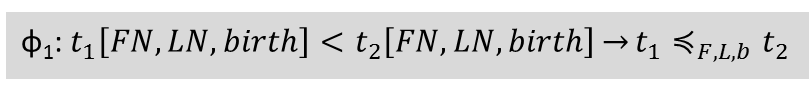 ϕ₁: t₁[FN, LN, birth] < t₂[FN, LN, birth] → t₁ ≼_{F,L,b} t₂